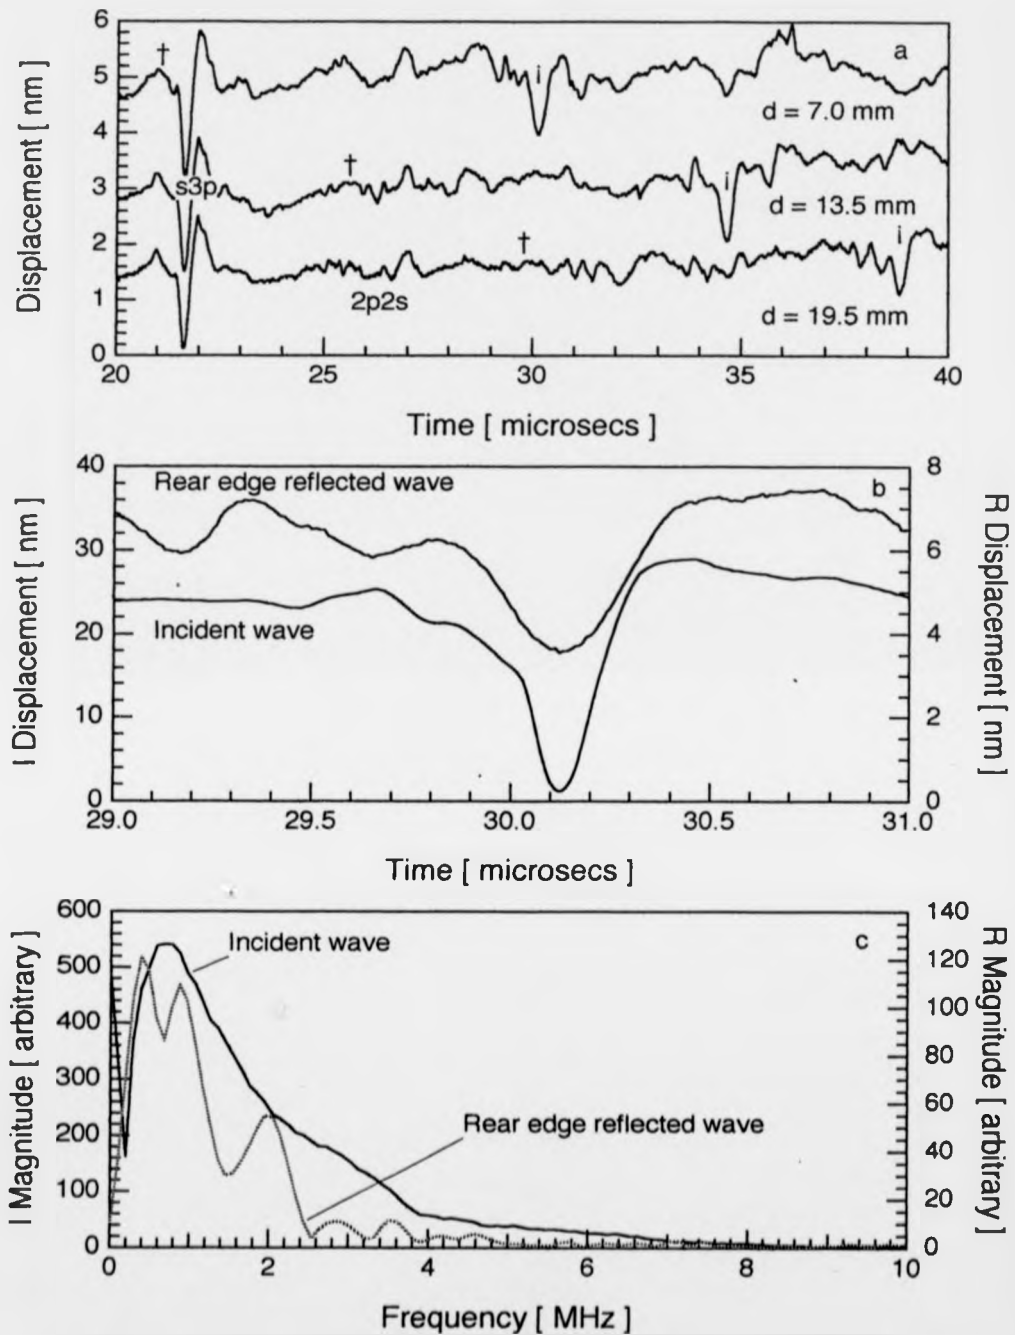 6
5
4
3
2
1
0
Displacement [ nm ]
a
†
i
d = 7.0 mm
s3p
†
i
d = 13.5 mm
†
i
2p2s
d = 19.5 mm
20
25
30
35
40
Time [ microsecs ]
40
30
20
10
0
I Displacement [ nm ]
Rear edge reflected wave
b
Incident wave
8
6
4
2
0
R Displacement [ nm ]
29.0
29.5
30.0
30.5
31.0
Time [ microsecs ]
600
500
400
300
200
100
0
I Magnitude [ arbitrary ]
Incident wave
c
Rear edge reflected wave
140
120
100
80
60
40
20
0
R Magnitude [ arbitrary ]
0
2
4
6
8
10
Frequency [ MHz ]